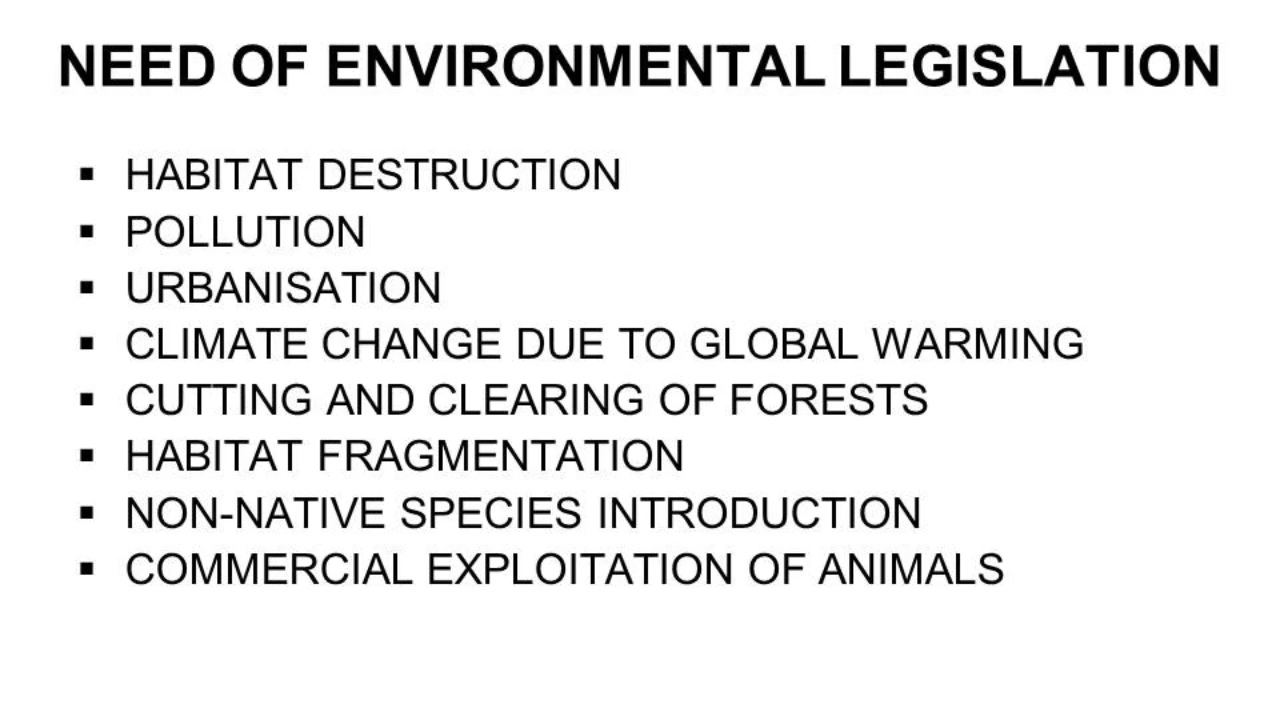 NEED OF ENVIRONMENTAL LEGISLATION
▪ HABITAT DESTRUCTION
▪ POLLUTION
▪ URBANISATION
▪ CLIMATE CHANGE DUE TO GLOBAL WARMING
▪ CUTTING AND CLEARING OF FORESTS
▪ HABITAT FRAGMENTATION
▪ NON-NATIVE SPECIES INTRODUCTION
▪ COMMERCIAL EXPLOITATION OF ANIMALS